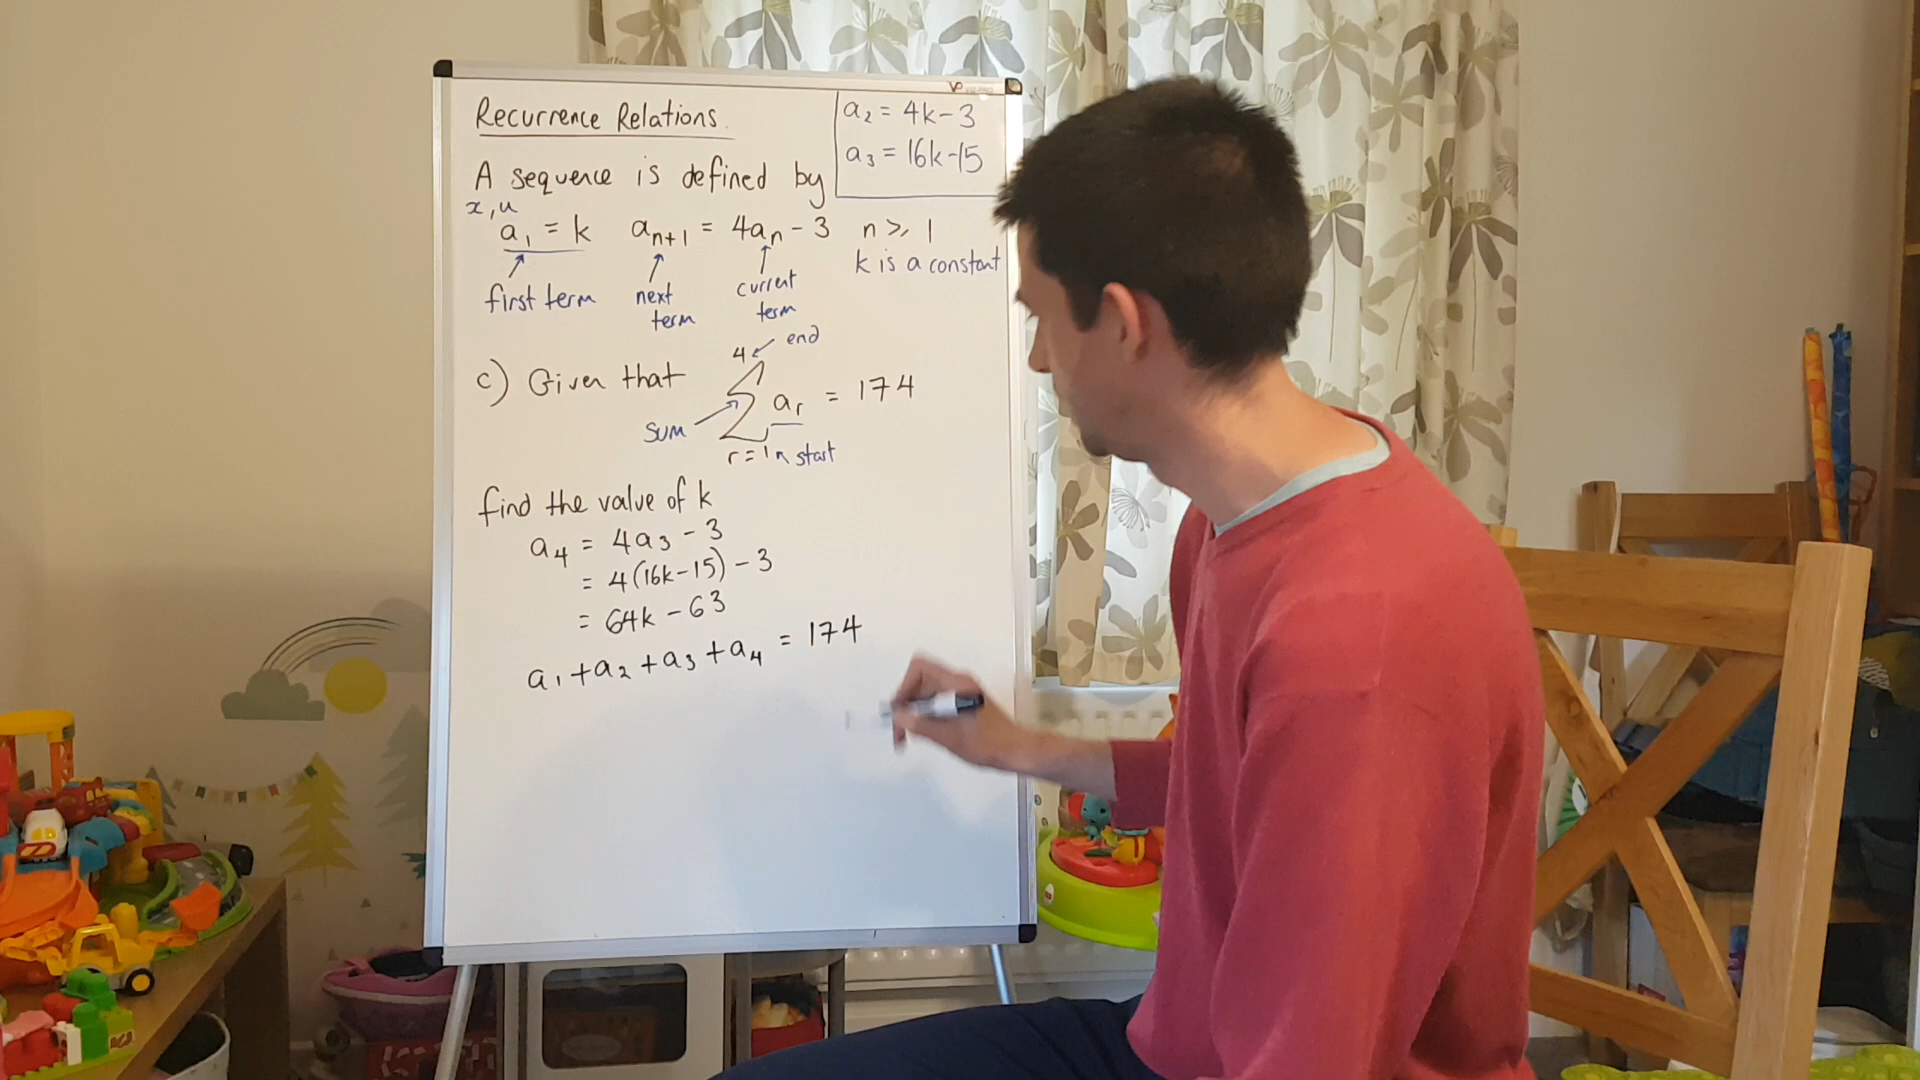 Recurrence Relations.
a₂ = 4k-3
a₃ = 16k-15
A sequence is defined by
x, u
a₁ = k   aₙ₊₁ = 4aₙ - 3   n ⩾ 1
k is a constant
first term
next term
current term
c) Given that
4
end
Σ aᵣ = 174
sum
r=1
start
find the value of k
a₄ = 4a₃ - 3
= 4(16k-15) - 3
= 64k - 63
a₁+a₂+a₃+a₄ = 174